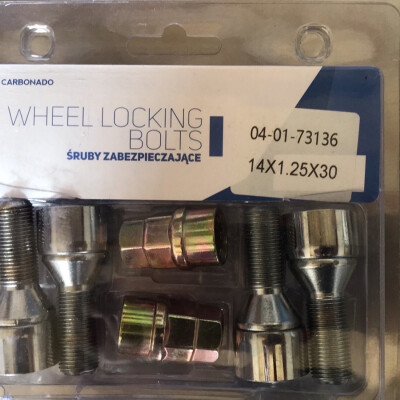 CARBONADO
WHEEL LOCKING
BOLTS
ŚRUBY ZABEZPIECZAJĄCE
04-01-73136
14X1.25X30